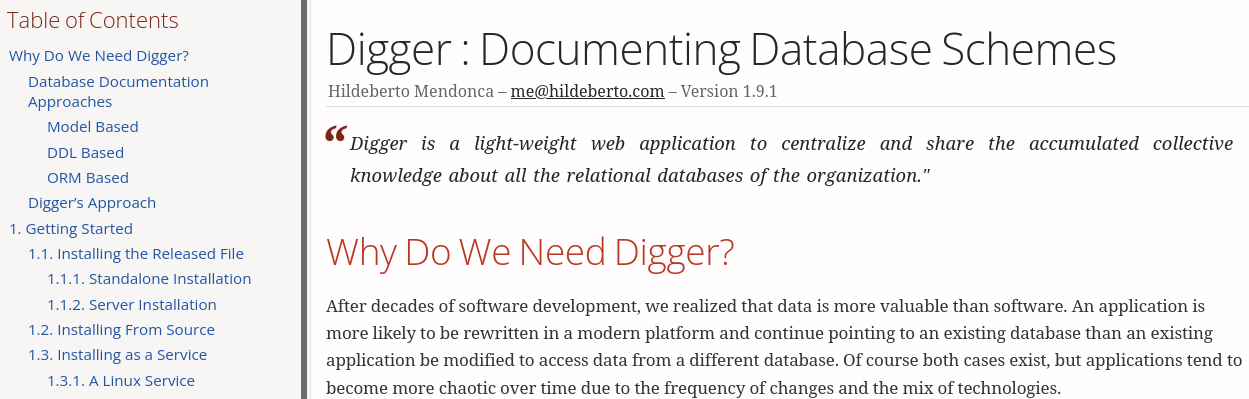 Table of Contents
Why Do We Need Digger?
Database Documentation
Approaches
Model Based
DDL Based
ORM Based
Digger’s Approach
1. Getting Started
1.1. Installing the Released File
1.1.1. Standalone Installation
1.1.2. Server Installation
1.2. Installing From Source
1.3. Installing as a Service
1.3.1. A Linux Service
Digger : Documenting Database Schemes
Hildeberto Mendonca – me@hildeberto.com – Version 1.9.1
“ Digger is a light-weight web application to centralize and share the accumulated collective
knowledge about all the relational databases of the organization."
Why Do We Need Digger?
After decades of software development, we realized that data is more valuable than software. An application is
more likely to be rewritten in a modern platform and continue pointing to an existing database than an existing
application be modified to access data from a different database. Of course both cases exist, but applications tend to
become more chaotic over time due to the frequency of changes and the mix of technologies.